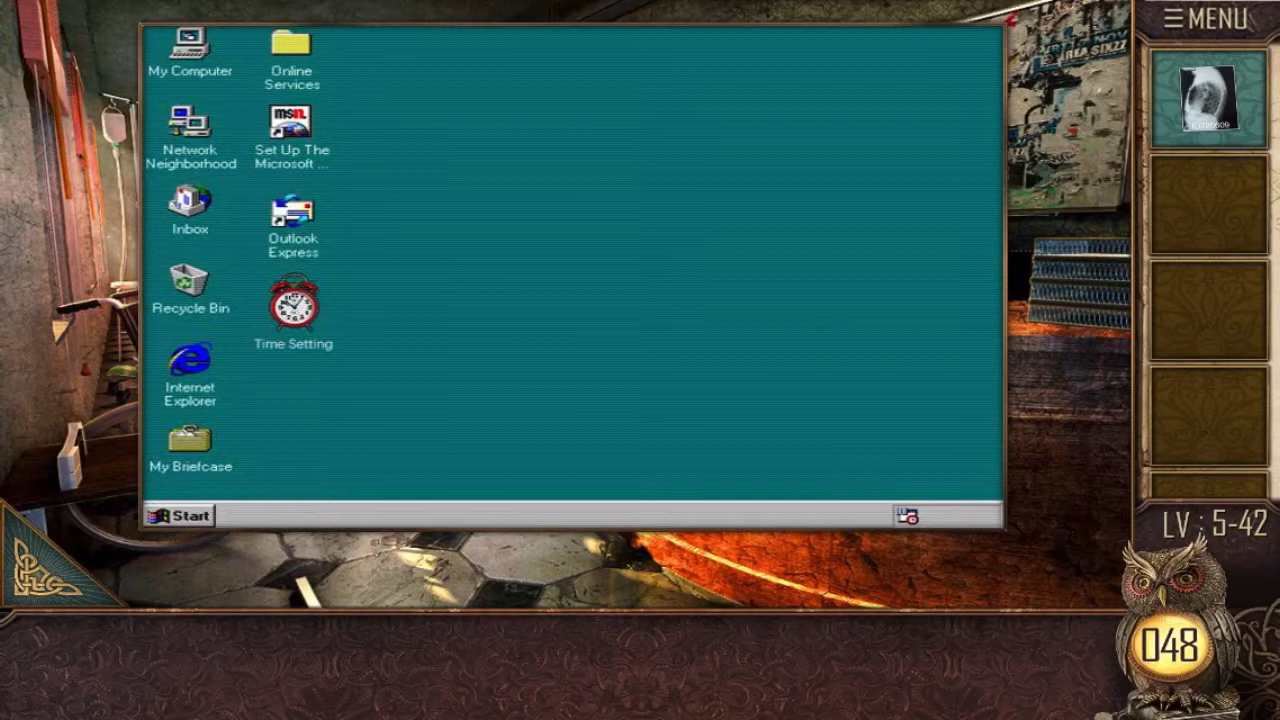 MENU
My Computer
Online
Services
msn
Network
Neighborhood
Set Up The
Microsoft ...
Inbox
Outlook
Express
Recycle Bin
Time Setting
Internet
Explorer
My Briefcase
Start
LV : 5-42
048